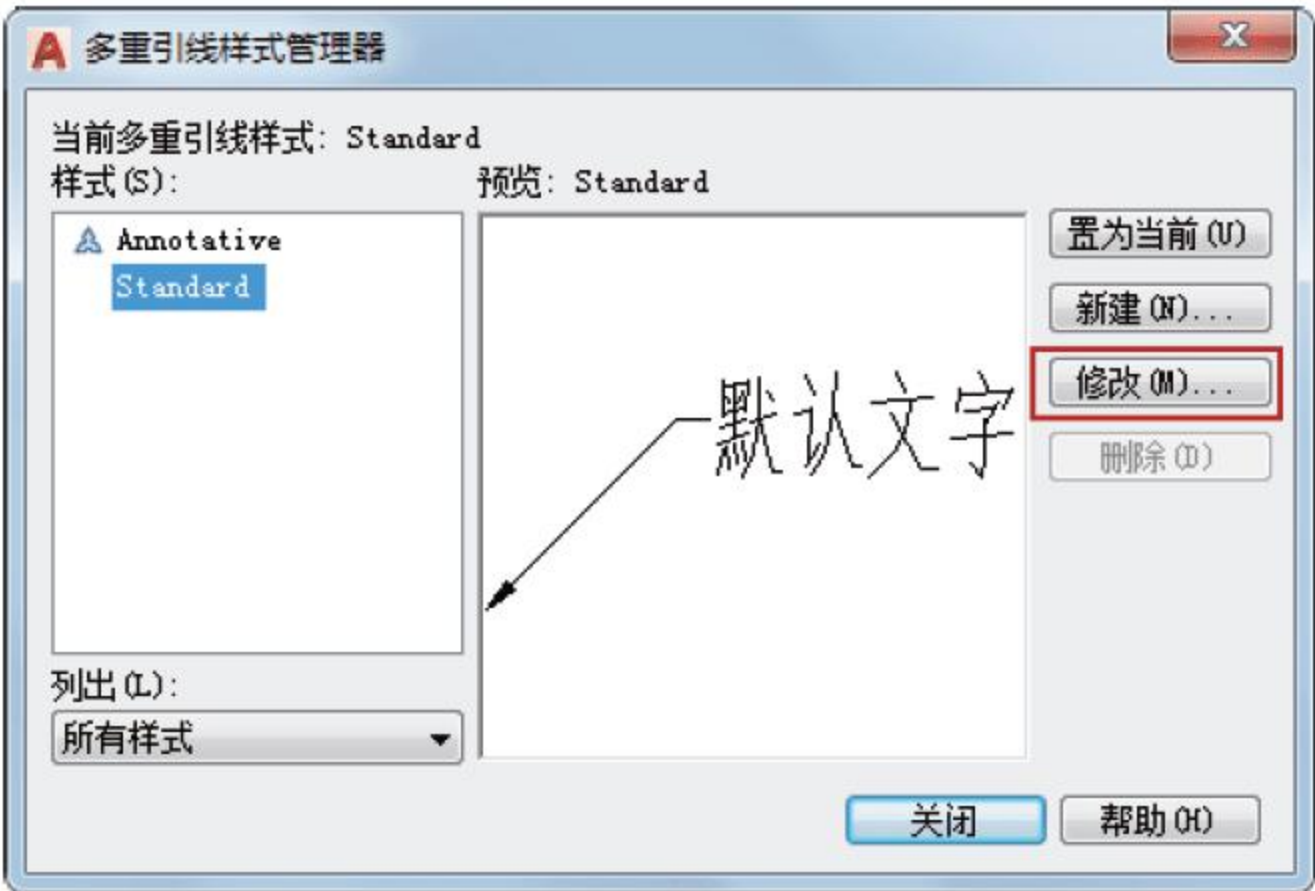 多重引线样式管理器
当前多重引线样式: Standard
样式(S):
预览: Standard
Annotative
Standard
默认文字
置为当前(U)
新建(N)...
修改(M)...
删除(D)
列出(L):
所有样式
关闭
帮助(H)